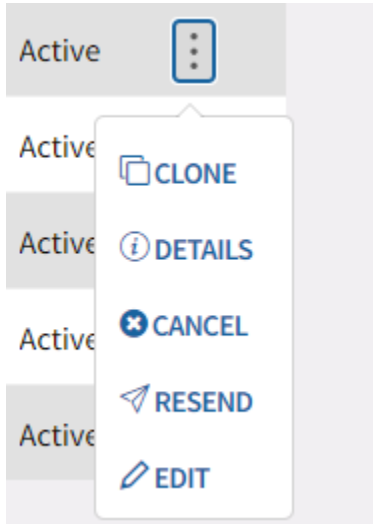 Active
Active
CLONE
Active
DETAILS
Active
CANCEL
RESEND
Active
EDIT